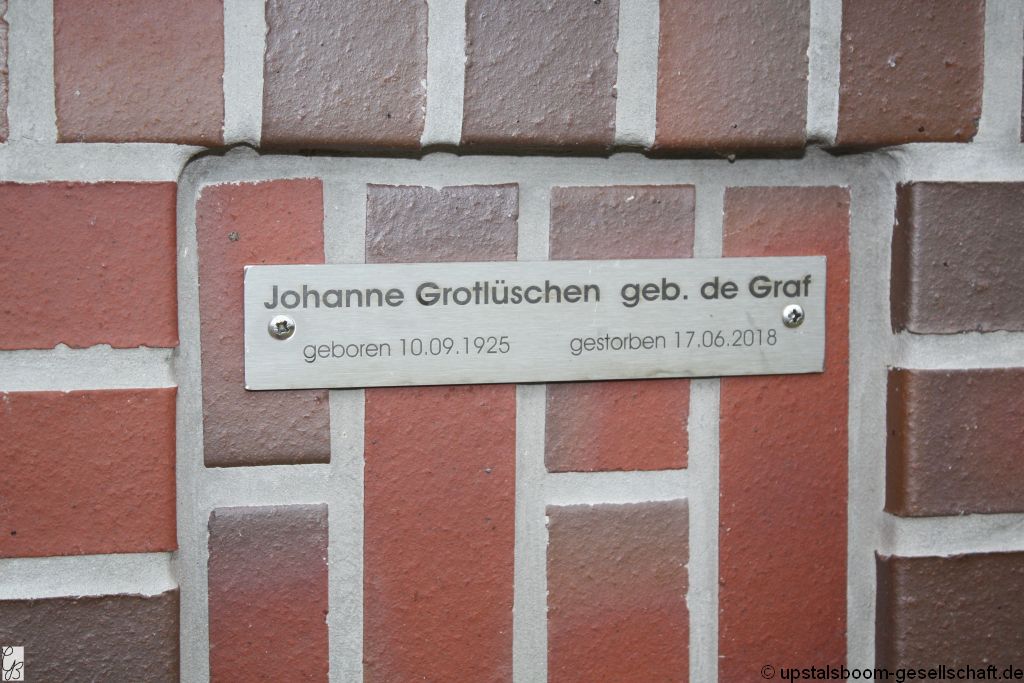 Johanne Grotlüschen geb. de Graf
geboren 10.09.1925 gestorben 17.06.2018
© upstalsboom-gesellschaft.de